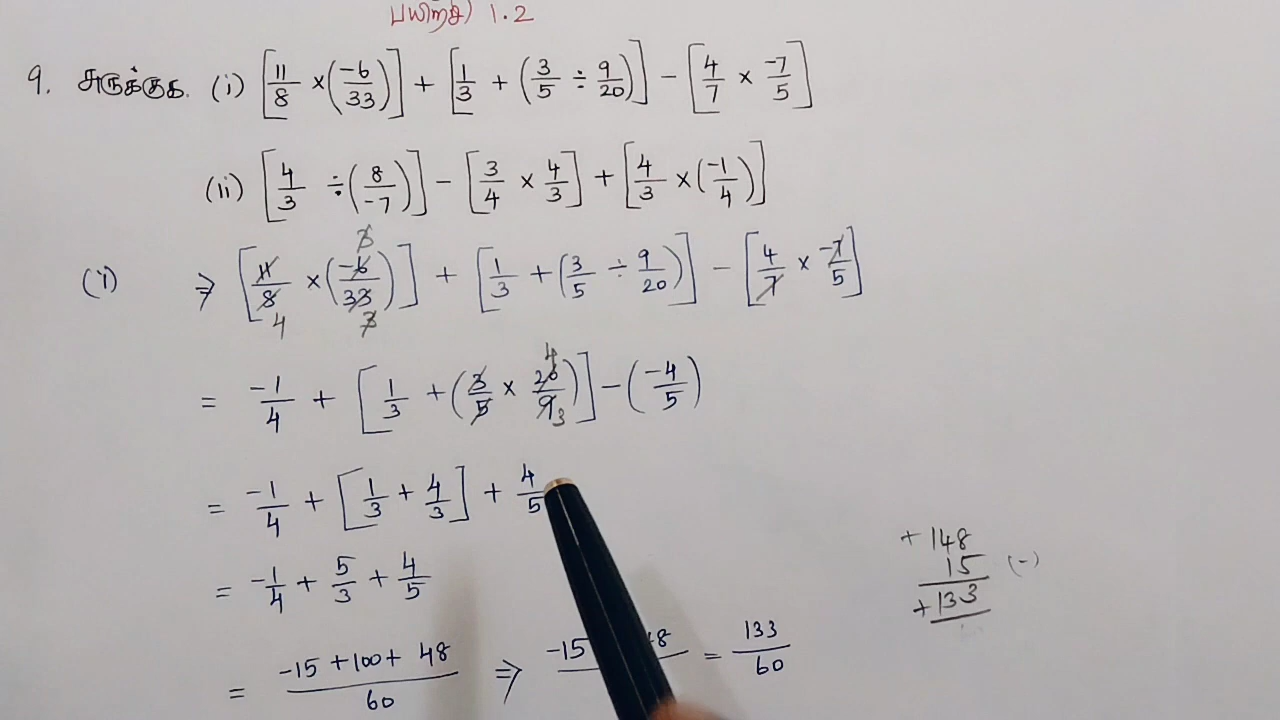 பயிற்சி 1.2
9. சுருக்குக. (i) [11/8 × (-6/33)] + [1/3 + (3/5 ÷ 9/20)] - [4/7 × -7/5]
(ii) [4/3 ÷ (8/-7)] - [3/4 × 4/3] + [4/3 × (-1/4)]
(i) ⇒ [11/8 × (-6/33)] + [1/3 + (3/5 ÷ 9/20)] - [4/7 × -7/5]
= -1/4 + [1/3 + (3/5 × 20/9)] - (-4/5)
= -1/4 + [1/3 + 4/3] + 4/5
= -1/4 + 5/3 + 4/5
= -15 + 100 + 48/60 ⇒ -15 48 = 133/60
+148
15 (-)
+133